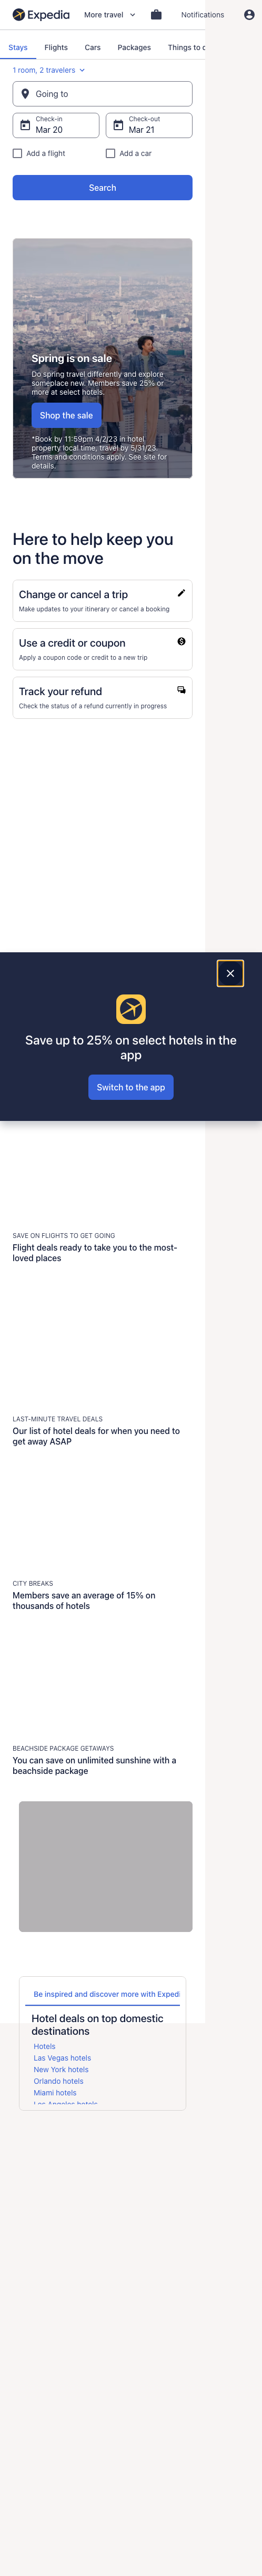 Expedia
More travel
Notifications
Stays
Flights
Cars
Packages
Things to
1 room, 2 travelers
Going to
Check-in
Mar 20
Check-out
Mar 21
Add a flight
Add a car
Search
Spring is on sale
Do spring travel differently and explore
someplace new. Members save 25% or
more at select hotels.
Shop the sale
*Book by 11:59pm 4/2/23 in hotel
property local time, travel by 5/31/23.
Terms and conditions apply. See site for
details.
Here to help keep you
on the move
Change or cancel a trip
Make updates to your itinerary or cancel a booking
Use a credit or coupon
Apply a coupon code or credit to a new trip
Track your refund
Check the status of a refund currently in progress
Save up to 25% on select hotels in the
app
Switch to the app
SAVE ON FLIGHTS TO GET GOING
Flight deals ready to take you to the most-
loved places
LAST-MINUTE TRAVEL DEALS
Our list of hotel deals for when you need to
get away ASAP
CITY BREAKS
Members save an average of 15% on
thousands of hotels
BEACHSIDE PACKAGE GETAWAYS
You can save on unlimited sunshine with a
beachside package
Be inspired and discover more with Expedi
Hotel deals on top domestic
destinations
Hotels
Las Vegas hotels
New York hotels
Orlando hotels
Miami hotels
Los Angeles hotels